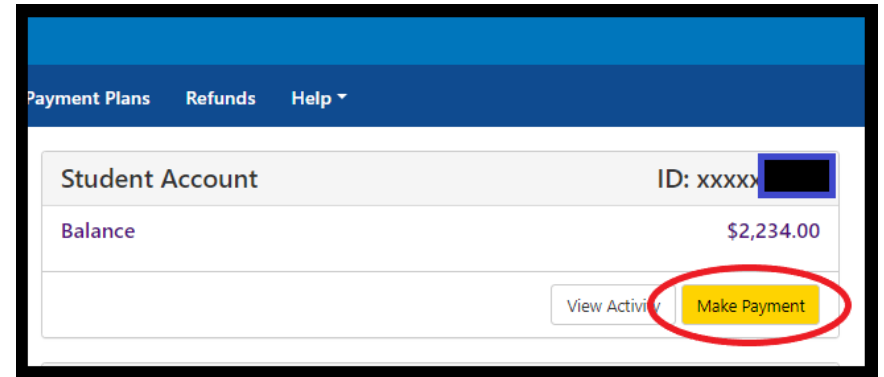 Payment Plans Refunds Help
Student Account ID: xxxxx
Balance $2,234.00
View Activity Make Payment